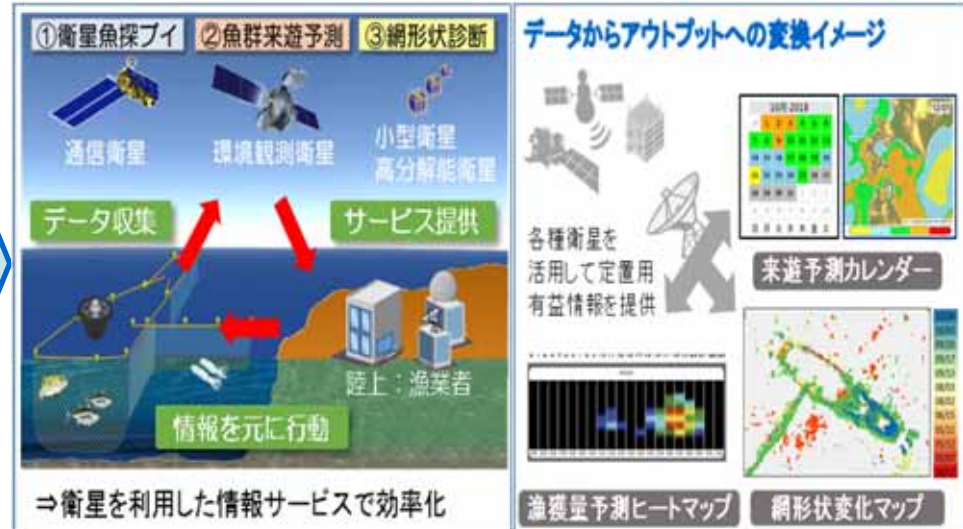 ①衛星魚探ブイ
②魚群来遊予測
③網形状診断
通信衛星
環境観測衛星
小型衛星
高分解能衛星
データ収集
サービス提供
陸上：漁業者
情報を元に行動
⇒衛星を利用した情報サービスで効率化
データからアウトプットへの変換イメージ
各種衛星を
活用して定置用
有益情報を提供
10月-2018
来遊予測カレンダー
漁獲量予測ヒートマップ
網形状変化マップ